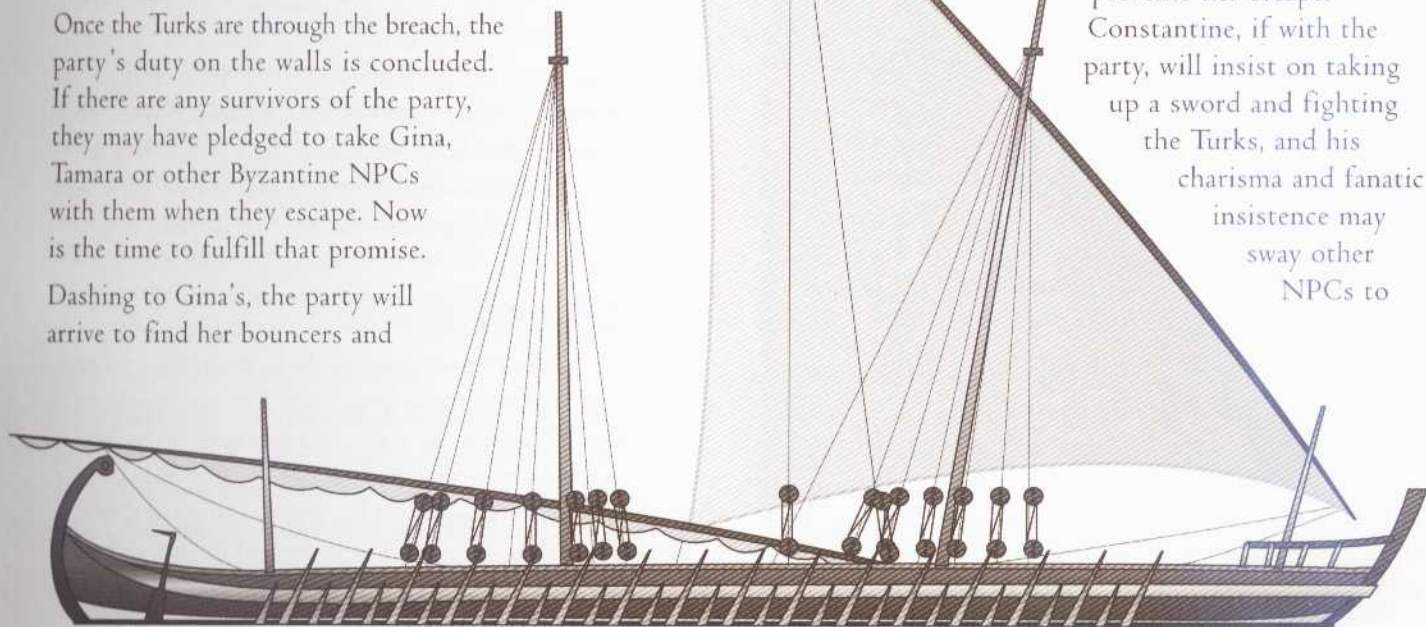 Once the Turks are through the breach, the
party's duty on the walls is concluded.
If there are any survivors of the party,
they may have pledged to take Gina,
Tamara or other Byzantine NPCs
with them when they escape. Now
is the time to fulfill that promise.
Dashing to Gina's, the party will
arrive to find her bouncers and
Constantine, if with the
party, will insist on taking
up a sword and fighting
the Turks, and his
charisma and fanatic
insistence may
sway other
NPCs to